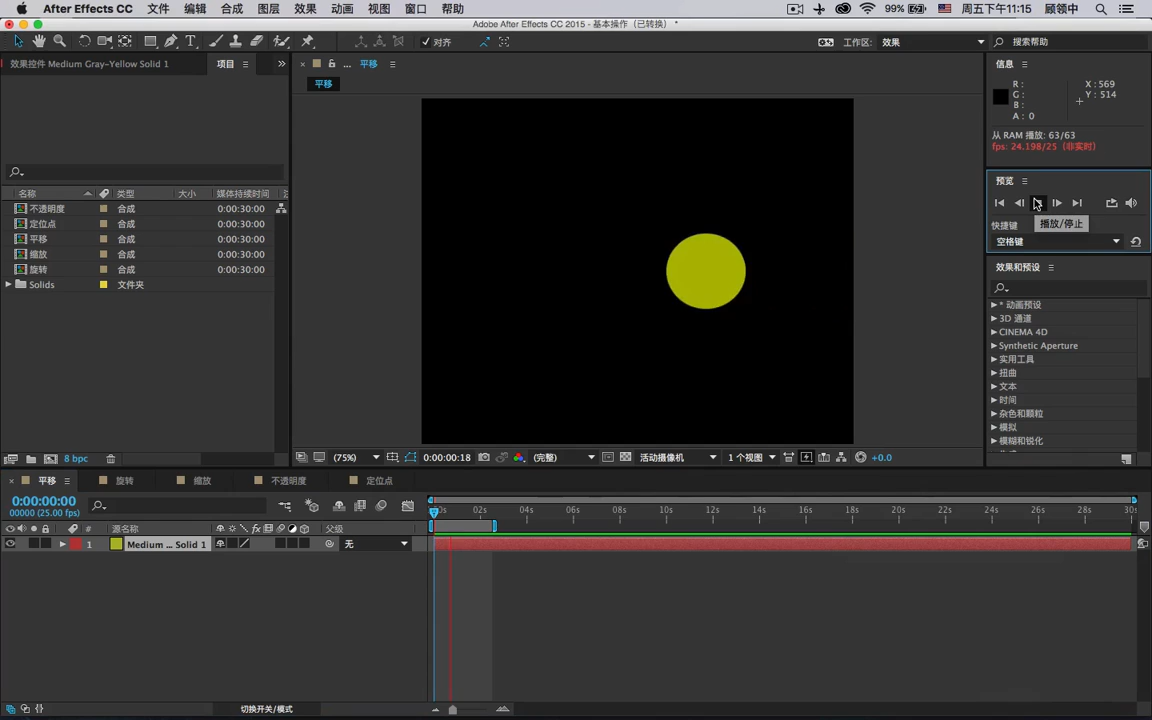 After Effects CC 文件 编辑 合成 图层 效果 动画 视图 窗口 帮助 99% 周五下午11:15 顾领中
Adobe After Effects CC 2015 - 基本操作（已转换） *
对齐 工作区: 效果 搜索帮助
效果控件 Medium Gray-Yellow Solid 1 项目 ... 平移 信息
平移
R :
G :
B :
A : 0
X : 569
Y : 514
从 RAM 播放: 63/63
fps: 24.198/25 (非实时)
预览
播放/停止
快捷键
空格键
名称 类型 大小 媒体持续时间
不透明度 合成 0:00:30:00
定位点 合成 0:00:30:00
平移 合成 0:00:30:00
缩放 合成 0:00:30:00
旋转 合成 0:00:30:00
Solids 文件夹
效果和预设
* 动画预设
3D 通道
CINEMA 4D
Synthetic Aperture
实用工具
扭曲
文本
时间
杂色和颗粒
模拟
模糊和锐化
8 bpc
(75%) 0:00:00:18 (完整) 活动摄像机 1 个视图 +0.0
平移 旋转 缩放 不透明度 定位点
0:00:00:00
00000 (25.00 fps)
0s 02s 04s 06s 08s 10s 12s 14s 16s 18s 20s 22s 24s 26s 28s 30s
# 源名称 父级
1 Medium ... Solid 1 无
切换开关/模式